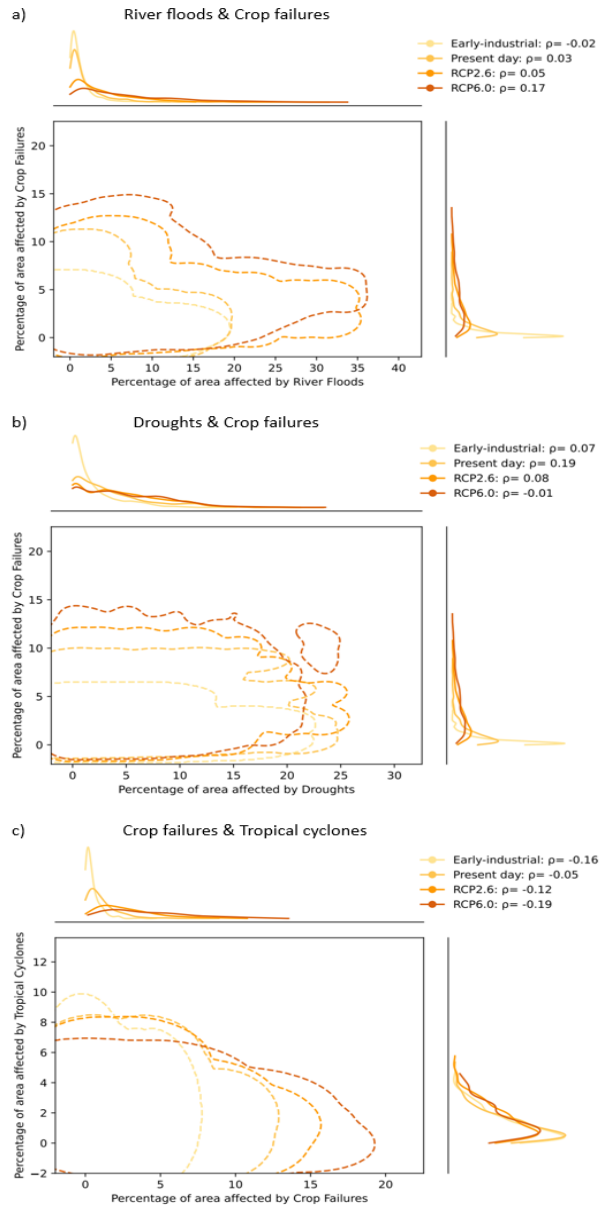 a)
River floods & Crop failures
Early-industrial: ρ= -0.02
Present day: ρ= 0.03
RCP2.6: ρ= 0.05
RCP6.0: ρ= 0.17
Percentage of area affected by Crop Failures
20
15
10
5
0
0 5 10 15 20 25 30 35 40
Percentage of area affected by River Floods
b)
Droughts & Crop failures
Early-industrial: ρ= 0.07
Present day: ρ= 0.19
RCP2.6: ρ= 0.08
RCP6.0: ρ= -0.01
Percentage of area affected by Crop Failures
20
15
10
5
0
0 5 10 15 20 25 30
Percentage of area affected by Droughts
c)
Crop failures & Tropical cyclones
Early-industrial: ρ= -0.16
Present day: ρ= -0.05
RCP2.6: ρ= -0.12
RCP6.0: ρ= -0.19
Percentage of area affected by Tropical Cyclones
12
10
8
6
4
2
0
−2
0 5 10 15 20
Percentage of area affected by Crop Failures